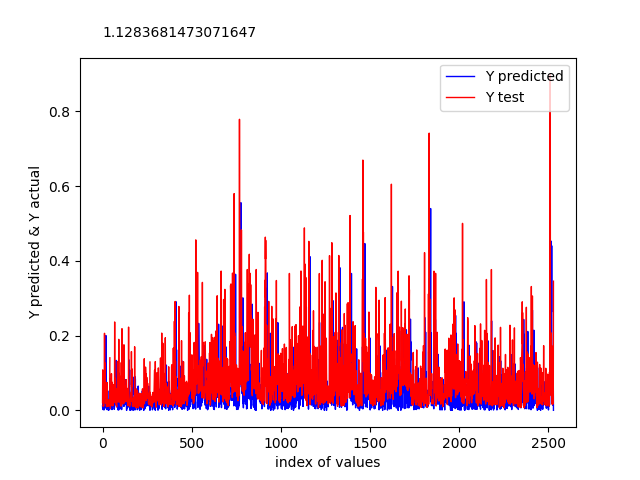 1.1283681473071647
Y predicted
Y test
0.8
0.6
0.4
0.2
0.0
Y predicted & Y actual
0 500 1000 1500 2000 2500
index of values